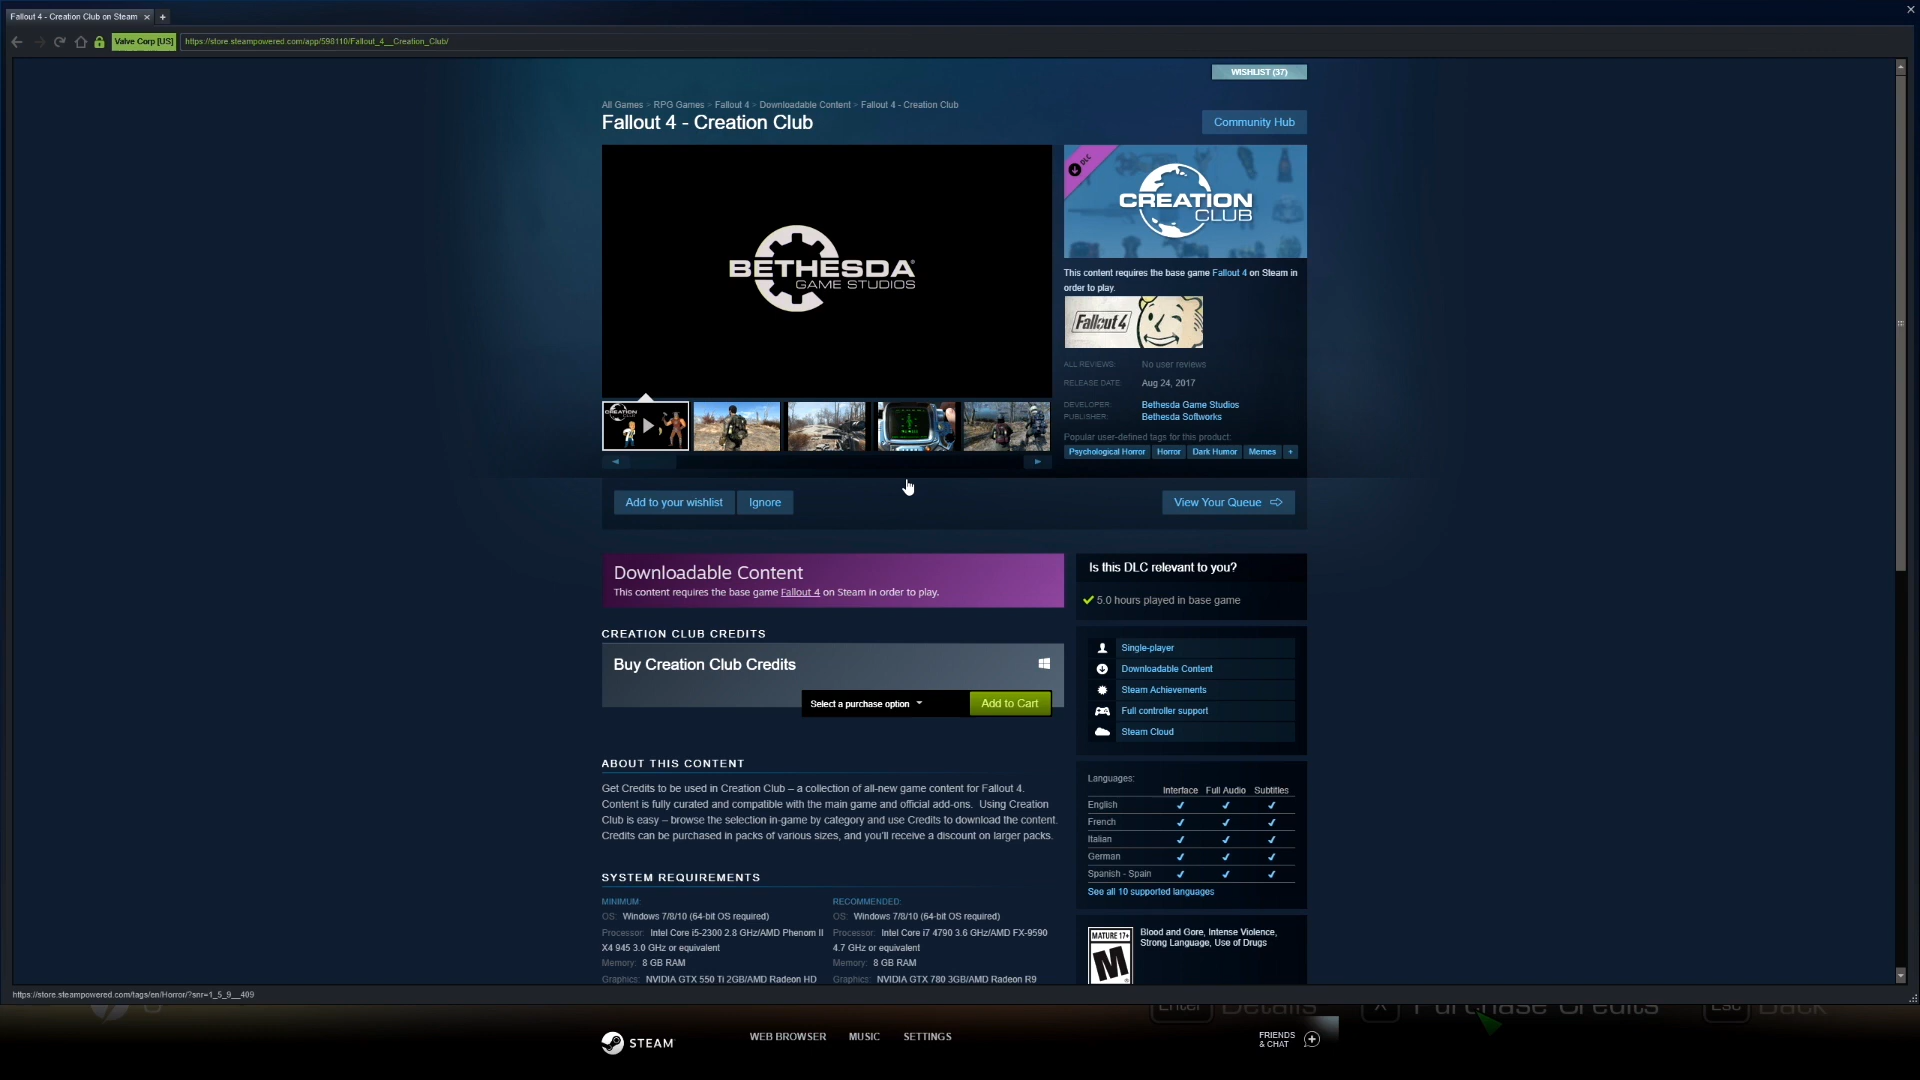 Fallout 4 - Creation Club on Steam
Valve Corp [US] https://store.steampowered.com/app/598110/Fallout_4__Creation_Club/
WISHLIST (37)
All Games > RPG Games > Fallout 4 > Downloadable Content > Fallout 4 - Creation Club
Fallout 4 - Creation Club
Community Hub
BETHESDA®
GAME STUDIOS
DLC
CREATION
CLUB
This content requires the base game Fallout 4 on Steam in
order to play.
Fallout 4
ALL REVIEWS: No user reviews
RELEASE DATE: Aug 24, 2017
DEVELOPER: Bethesda Game Studios
PUBLISHER: Bethesda Softworks
Popular user-defined tags for this product:
Psychological Horror Horror Dark Humor Memes +
CREATION
Add to your wishlist Ignore View Your Queue
Downloadable Content
This content requires the base game Fallout 4 on Steam in order to play.
Is this DLC relevant to you?
5.0 hours played in base game
CREATION CLUB CREDITS
Buy Creation Club Credits
Select a purchase option Add to Cart
Single-player
Downloadable Content
Steam Achievements
Full controller support
Steam Cloud
ABOUT THIS CONTENT
Get Credits to be used in Creation Club – a collection of all-new game content for Fallout 4.
Content is fully curated and compatible with the main game and official add-ons. Using Creation
Club is easy – browse the selection in-game by category and use Credits to download the content.
Credits can be purchased in packs of various sizes, and you'll receive a discount on larger packs.
Languages:
Interface Full Audio Subtitles
English
French
Italian
German
Spanish - Spain
See all 10 supported languages
SYSTEM REQUIREMENTS
MINIMUM:
OS: Windows 7/8/10 (64-bit OS required)
Processor: Intel Core i5-2300 2.8 GHz/AMD Phenom II
X4 945 3.0 GHz or equivalent
Memory: 8 GB RAM
Graphics: NVIDIA GTX 550 Ti 2GB/AMD Radeon HD
RECOMMENDED:
OS: Windows 7/8/10 (64-bit OS required)
Processor: Intel Core i7 4790 3.6 GHz/AMD FX-9590
4.7 GHz or equivalent
Memory: 8 GB RAM
Graphics: NVIDIA GTX 780 3GB/AMD Radeon R9
MATURE 17+
M
Blood and Gore, Intense Violence,
Strong Language, Use of Drugs
https://store.steampowered.com/tags/en/Horror/?snr=1_5_9__409
Enter Details X Purchase Credits Esc Back
STEAM WEB BROWSER MUSIC SETTINGS FRIENDS
& CHAT